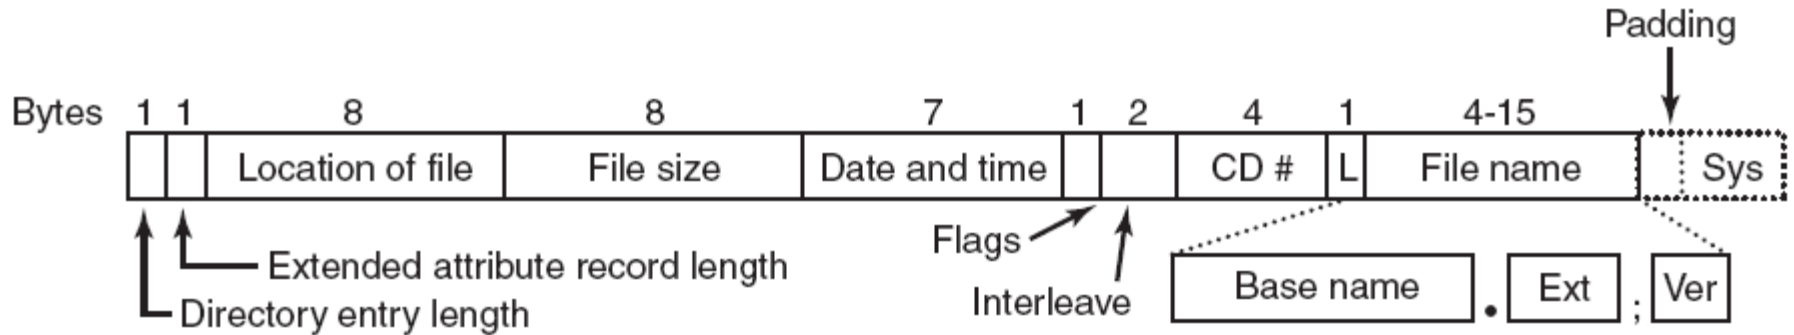 Padding
Bytes 1 1 8 8 7 1 2 4 1 4-15
Location of file File size Date and time CD # L File name Sys
Flags
Extended attribute record length
Interleave
Base name . Ext ; Ver
Directory entry length